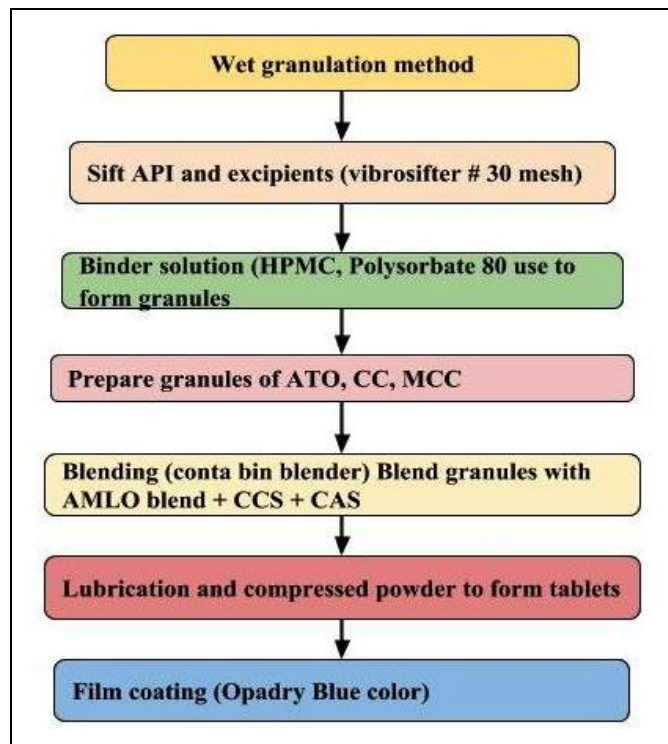 Wet granulation method
Sift API and excipients (vibrosifter # 30 mesh)
Binder solution (HPMC, Polysorbate 80 use to
form granules
Prepare granules of ATO, CC, MCC
Blending (conta bin blender) Blend granules with
AMLO blend + CCS + CAS
Lubrication and compressed powder to form tablets
Film coating (Opadry Blue color)